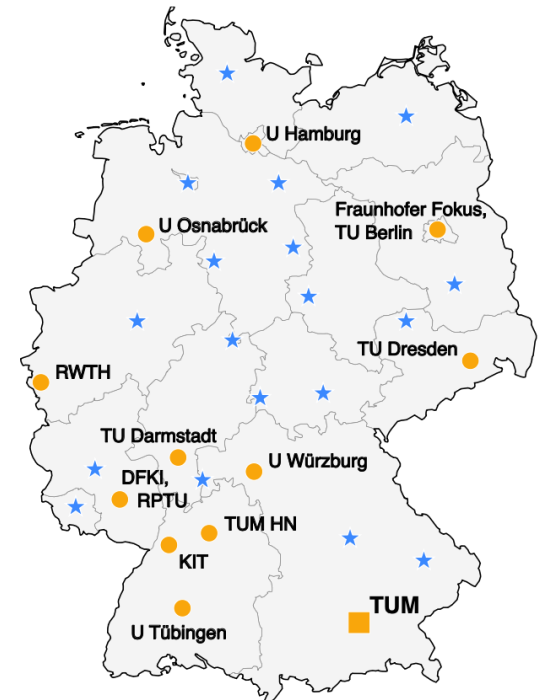 U Hamburg
Fraunhofer Fokus,
TU Berlin
U Osnabrück
TU Dresden
RWTH
TU Darmstadt
U Würzburg
DFKI,
RPTU
TUM HN
KIT
TUM
U Tübingen